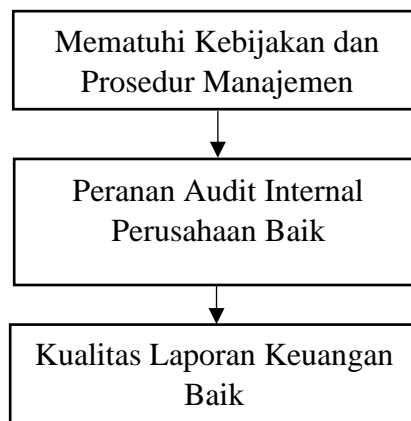 Mematuhi Kebijakan dan
Prosedur Manajemen
Peranan Audit Internal
Perusahaan Baik
Kualitas Laporan Keuangan
Baik